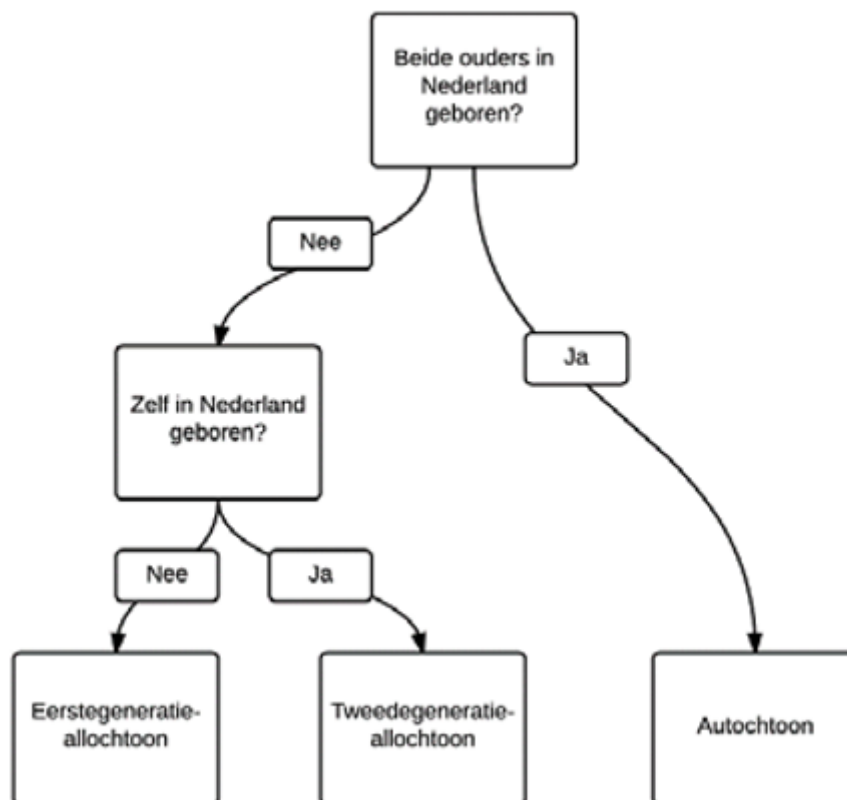 Beide ouders in
Nederland
geboren?
Nee
Ja
Zelf in Nederland
geboren?
Nee
Ja
Eerstegeneratie-
allochtoon
Tweedegeneratie-
allochtoon
Autochtoon